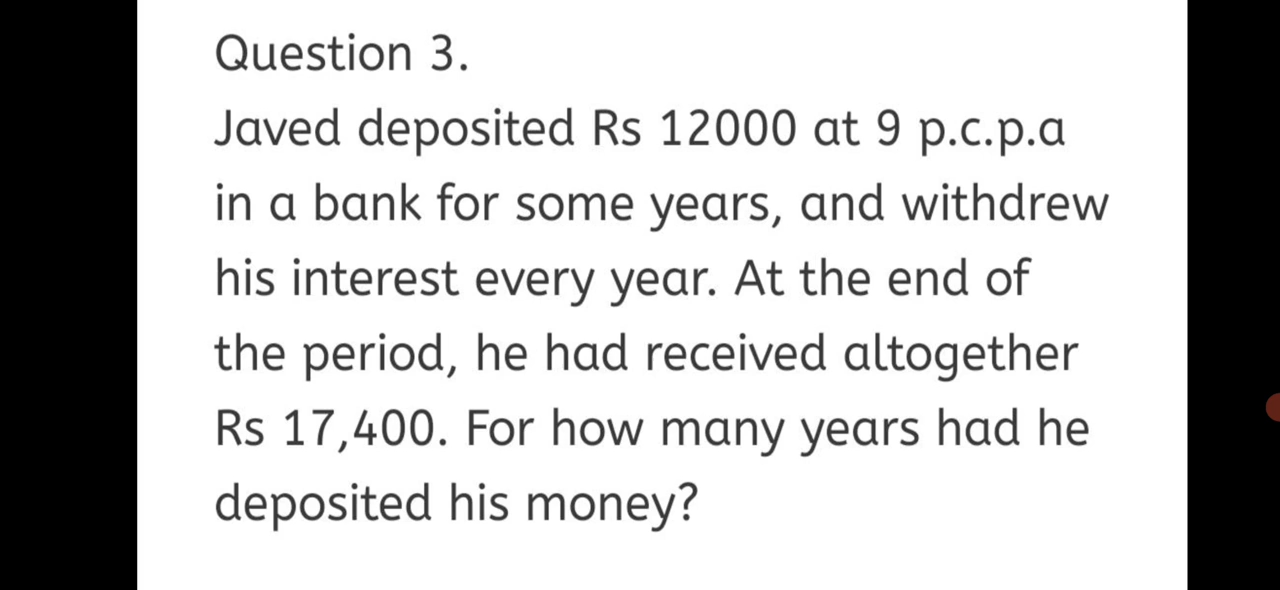 Question 3.
Javed deposited Rs 12000 at 9 p.c.p.a
in a bank for some years, and withdrew
his interest every year. At the end of
the period, he had received altogether
Rs 17,400. For how many years had he
deposited his money?